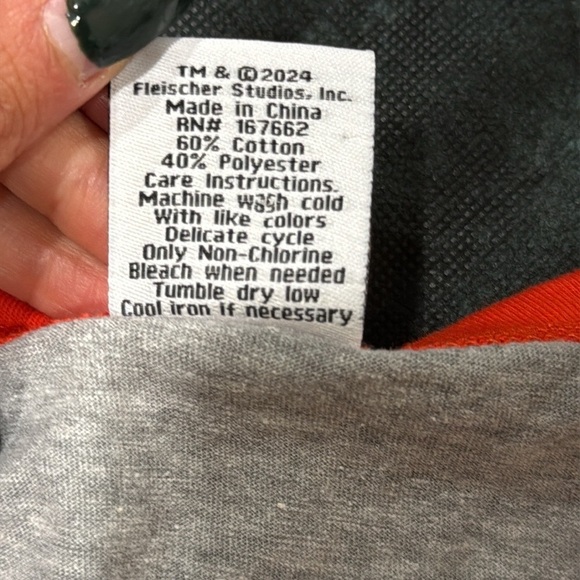 TM & ©2024
Fleischer Studios, Inc.
Made in China
RN# 167662
60% Cotton
40% Polyester
Care Instructions.
Machine wash cold
With like colors
Delicate cycle
Only Non-Chlorine
Bleach when needed
Tumble dry low
Cool iron if necessary